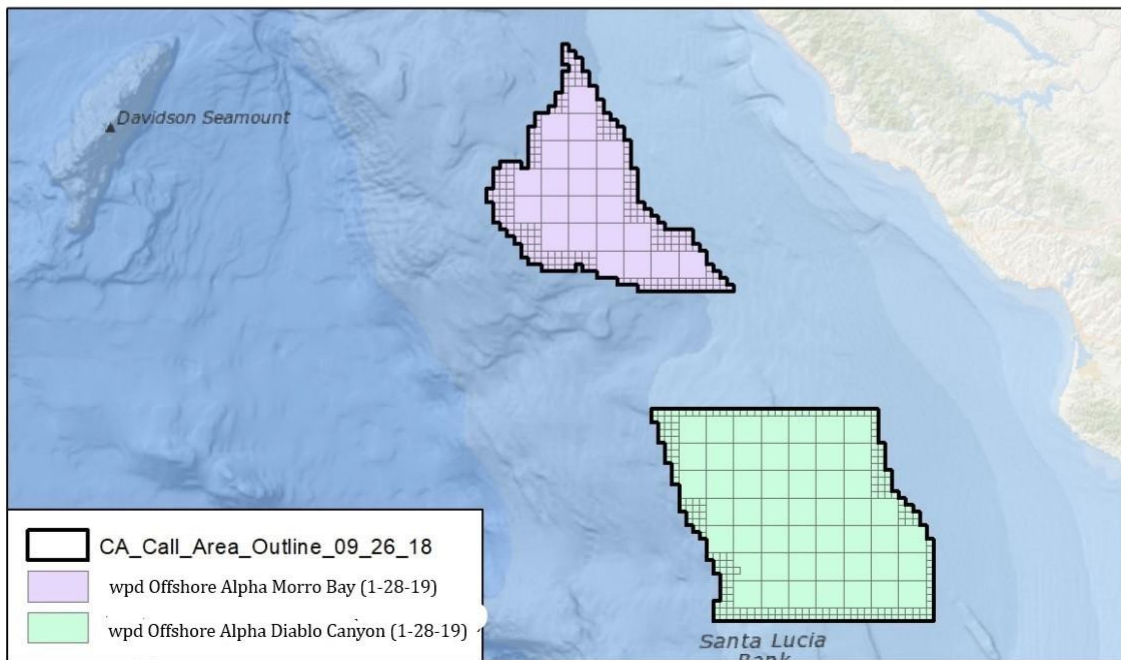 Davidson Seamount
CA_Call_Area_Outline_09_26_18
wpd Offshore Alpha Morro Bay (1-28-19)
wpd Offshore Alpha Diablo Canyon (1-28-19)
Santa Lucia
Bank